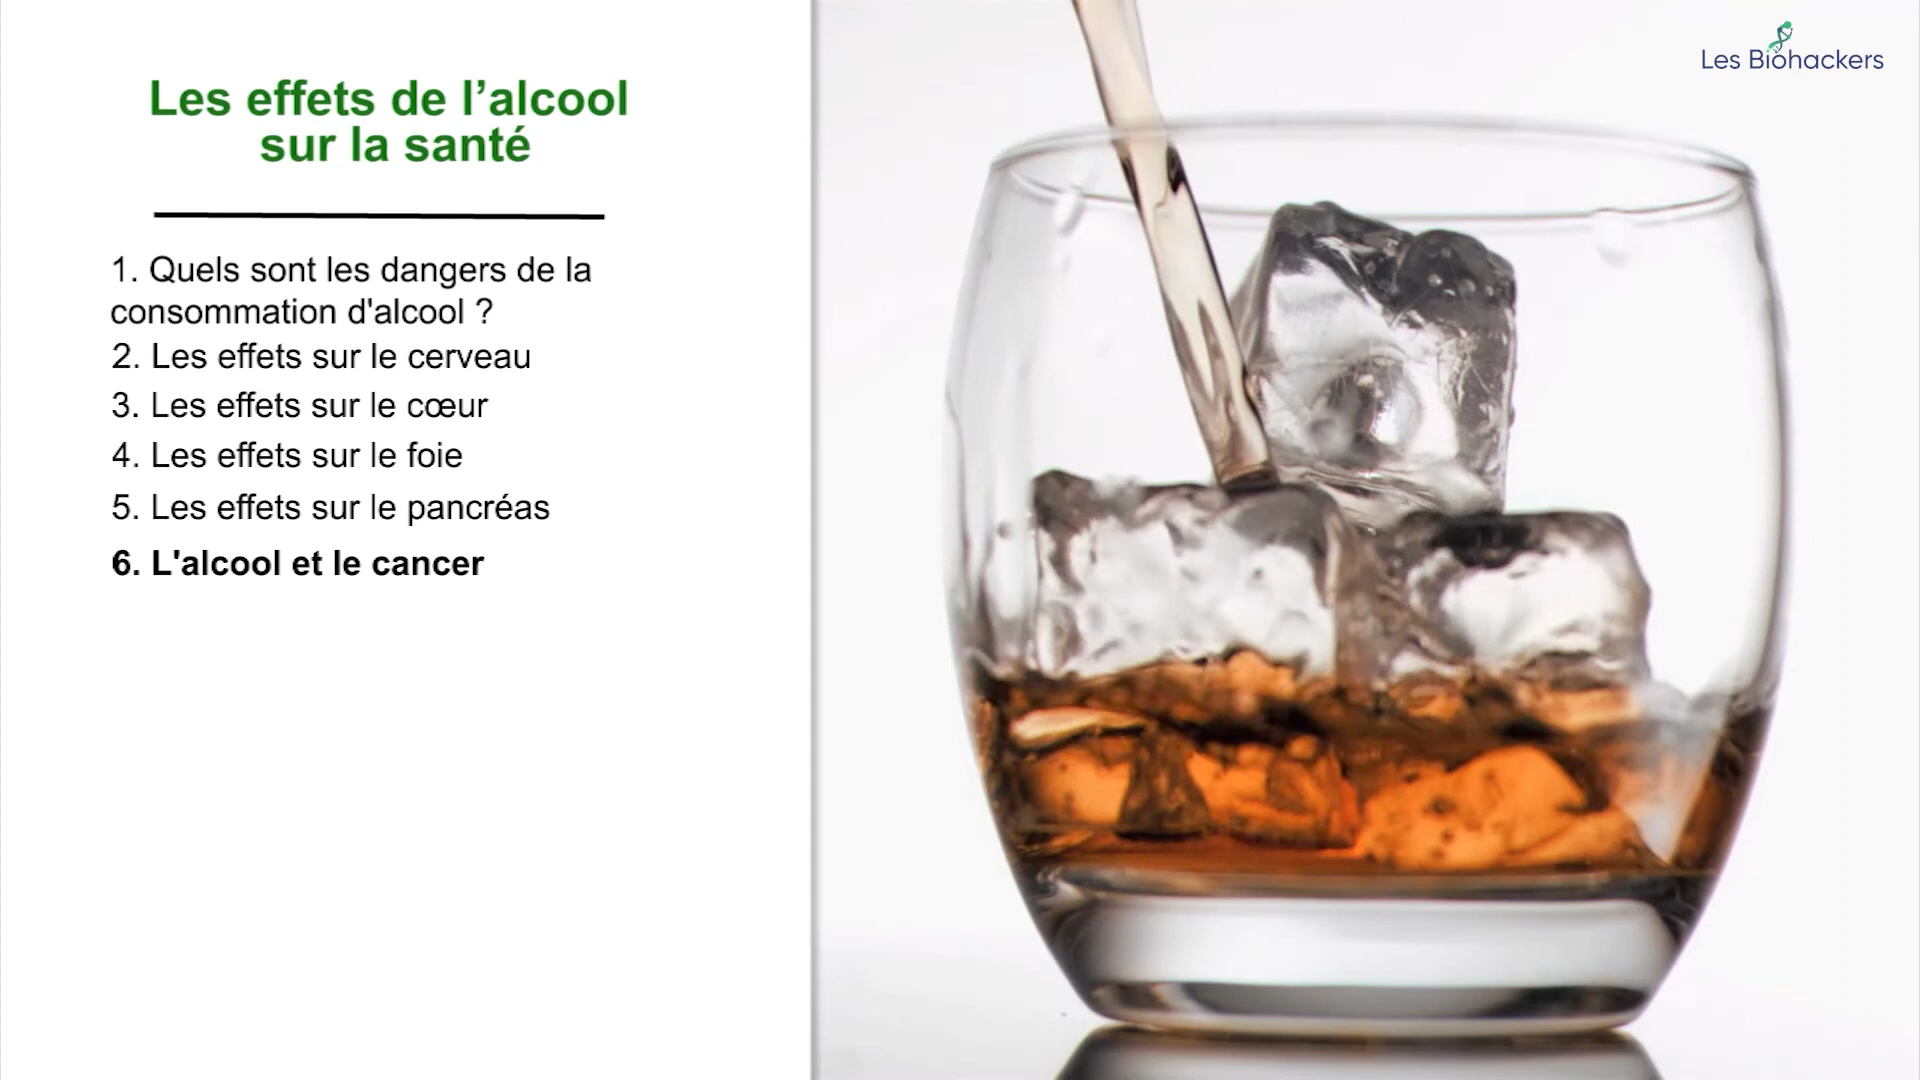 Les Biohackers
Les effets de l’alcool
sur la santé
1. Quels sont les dangers de la
consommation d'alcool ?
2. Les effets sur le cerveau
3. Les effets sur le cœur
4. Les effets sur le foie
5. Les effets sur le pancréas
6. L'alcool et le cancer